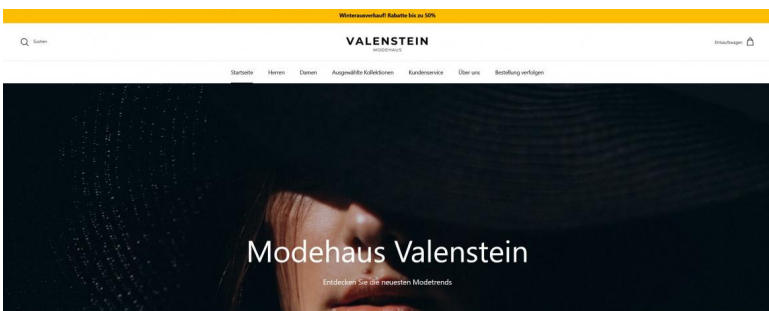 Winterausverkauf! Rabatte bis zu 50%
Suchen
VALENSTEIN
MODEHAUS
Einkaufswagen
Startseite Herren Damen Ausgewählte Kollektionen Kundenservice Über uns Bestellung verfolgen
Modehaus Valenstein
Entdecken Sie die neuesten Modetrends